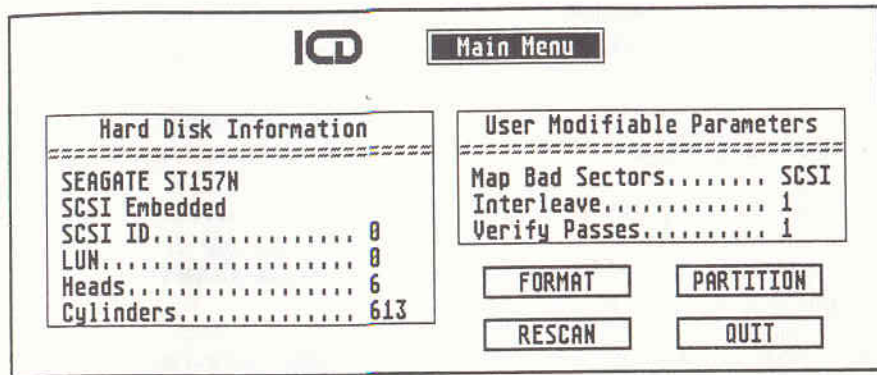 ICD
Main Menu
Hard Disk Information
SEAGATE ST157N
SCSI Embedded
SCSI ID................ 0
LUN.................... 0
Heads.................. 6
Cylinders.............. 613
User Modifiable Parameters
Map Bad Sectors........ SCSI
Interleave............. 1
Verify Passes.......... 1
FORMAT
PARTITION
RESCAN
QUIT